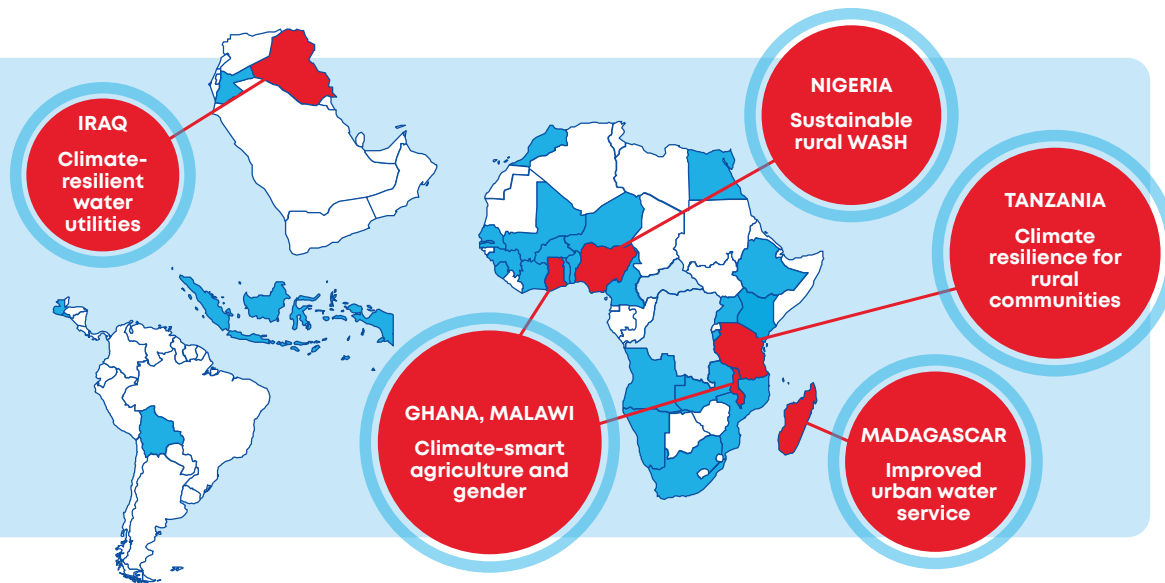 IRAQ
Climate-
resilient
water
utilities
NIGERIA
Sustainable
rural WASH
TANZANIA
Climate
resilience for
rural
communities
GHANA, MALAWI
Climate-smart
agriculture and
gender
MADAGASCAR
Improved
urban water
service